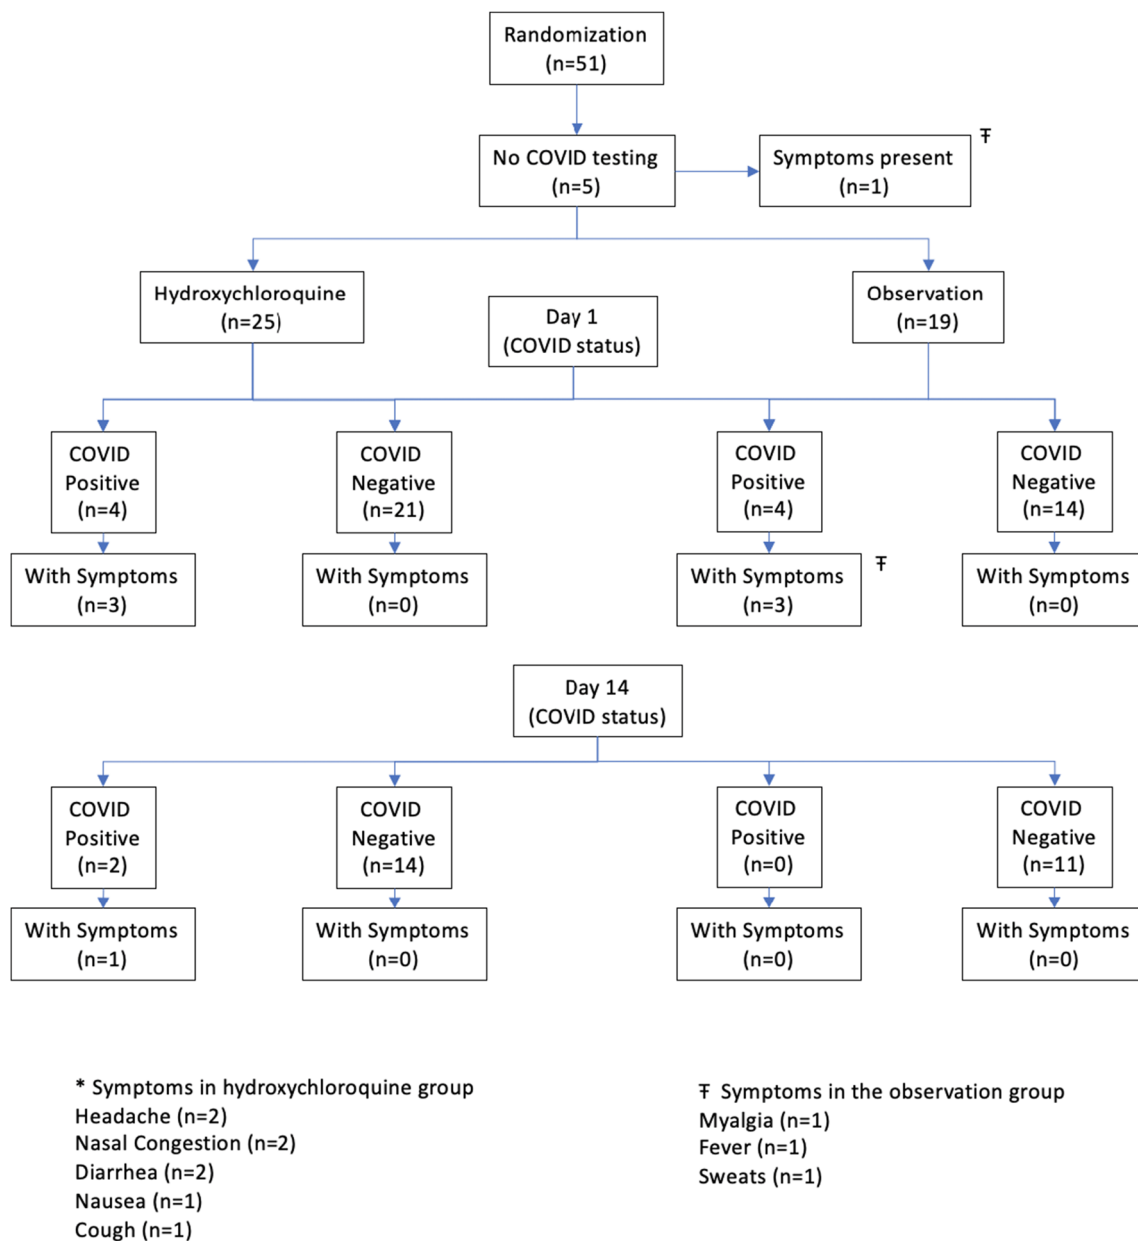 Randomization
(n=51)
No COVID testing
(n=5)
Symptoms present
(n=1)
Ŧ
Hydroxychloroquine
(n=25)
Day 1
(COVID status)
Observation
(n=19)
COVID
Positive
(n=4)
COVID
Negative
(n=21)
COVID
Positive
(n=4)
COVID
Negative
(n=14)
With Symptoms
(n=3)
With Symptoms
(n=0)
With Symptoms
(n=3)
Ŧ
With Symptoms
(n=0)
Day 14
(COVID status)
COVID
Positive
(n=2)
COVID
Negative
(n=14)
COVID
Positive
(n=0)
COVID
Negative
(n=11)
With Symptoms
(n=1)
With Symptoms
(n=0)
With Symptoms
(n=0)
With Symptoms
(n=0)
* Symptoms in hydroxychloroquine group
Headache (n=2)
Nasal Congestion (n=2)
Diarrhea (n=2)
Nausea (n=1)
Cough (n=1)
Ŧ Symptoms in the observation group
Myalgia (n=1)
Fever (n=1)
Sweats (n=1)